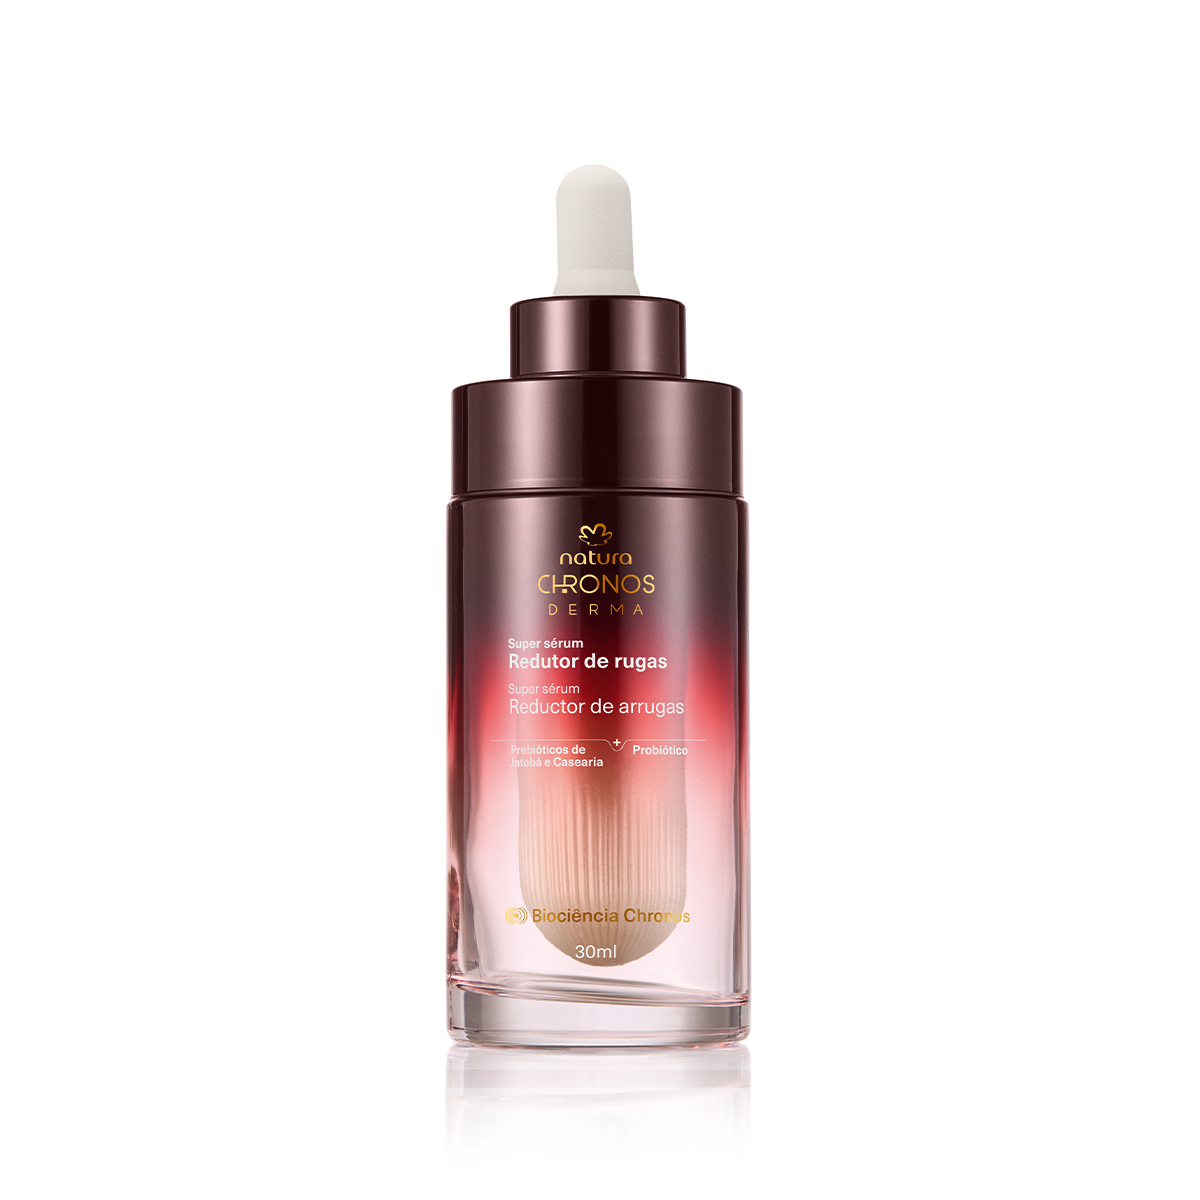 natura
CHRONOS
DERMA
Super sérum
Redutor de rugas
Super sérum
Reductor de arrugas
Prebióticos de
Jatobá e Casearia
+
Probiótico
Biociência Chronos
30ml